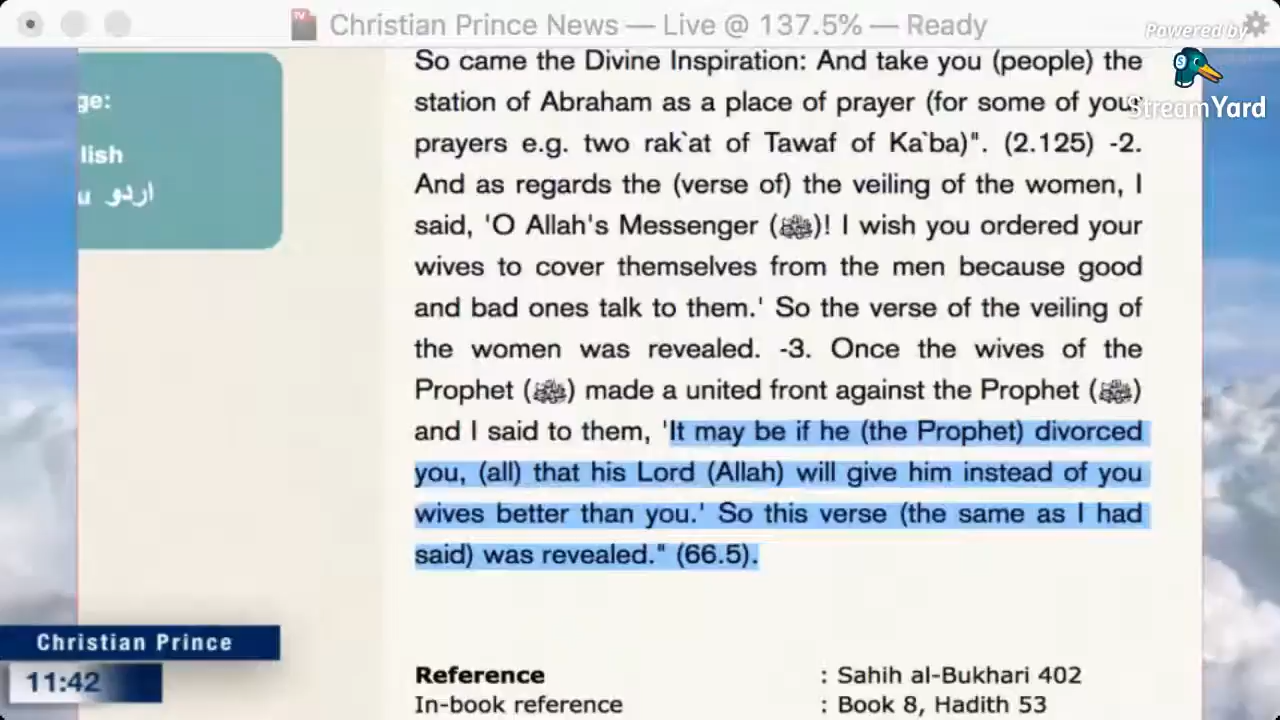 Christian Prince News — Live @ 137.5% — Ready
Powered by
StreamYard
ge:
lish
u اردو
So came the Divine Inspiration: And take you (people) the
station of Abraham as a place of prayer (for some of your
prayers e.g. two rak`at of Tawaf of Ka`ba)". (2.125) -2.
And as regards the (verse of) the veiling of the women, I
said, 'O Allah's Messenger (ﷺ)! I wish you ordered your
wives to cover themselves from the men because good
and bad ones talk to them.' So the verse of the veiling of
the women was revealed. -3. Once the wives of the
Prophet (ﷺ) made a united front against the Prophet (ﷺ)
and I said to them, 'It may be if he (the Prophet) divorced
you, (all) that his Lord (Allah) will give him instead of you
wives better than you.' So this verse (the same as I had
said) was revealed." (66.5).
Reference : Sahih al-Bukhari 402
In-book reference : Book 8, Hadith 53
Christian Prince
11:42